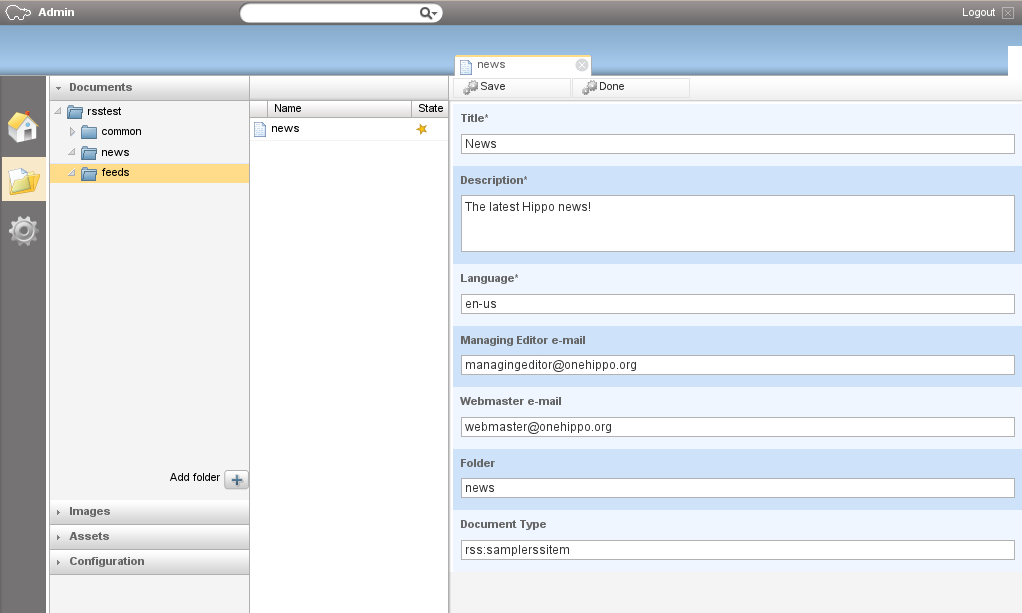 Admin
Logout
news
Save
Done
Documents
rsstest
common
news
feeds
Add folder
Images
Assets
Configuration
Name
State
news
Title*
News
Description*
The latest Hippo news!
Language*
en-us
Managing Editor e-mail
managingeditor@onehippo.org
Webmaster e-mail
webmaster@onehippo.org
Folder
news
Document Type
rss:samplerssitem